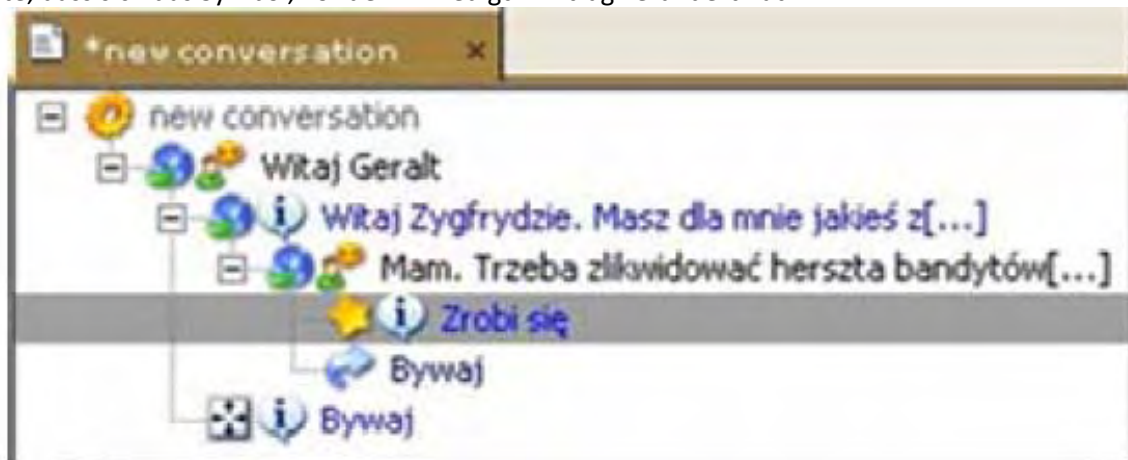 *new conversation
new conversation
Witaj Geralt
Witaj Zygfrydzie. Masz dla mnie jakieś z[...]
Mam. Trzeba zlikwidować herszta bandytów[...]
Zrobi się
Bywaj
Bywaj